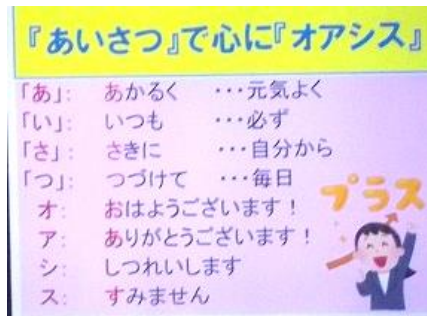 『あいさつ』で心に『オアシス』
「あ」： あかるく ・・・元気よく
「い」： いつも ・・・必ず
「さ」： さきに ・・・自分から
「つ」： つづけて ・・・毎日
オ： おはようございます！
ア： ありがとうございます！
シ： しつれいします
ス： すみません
プラス